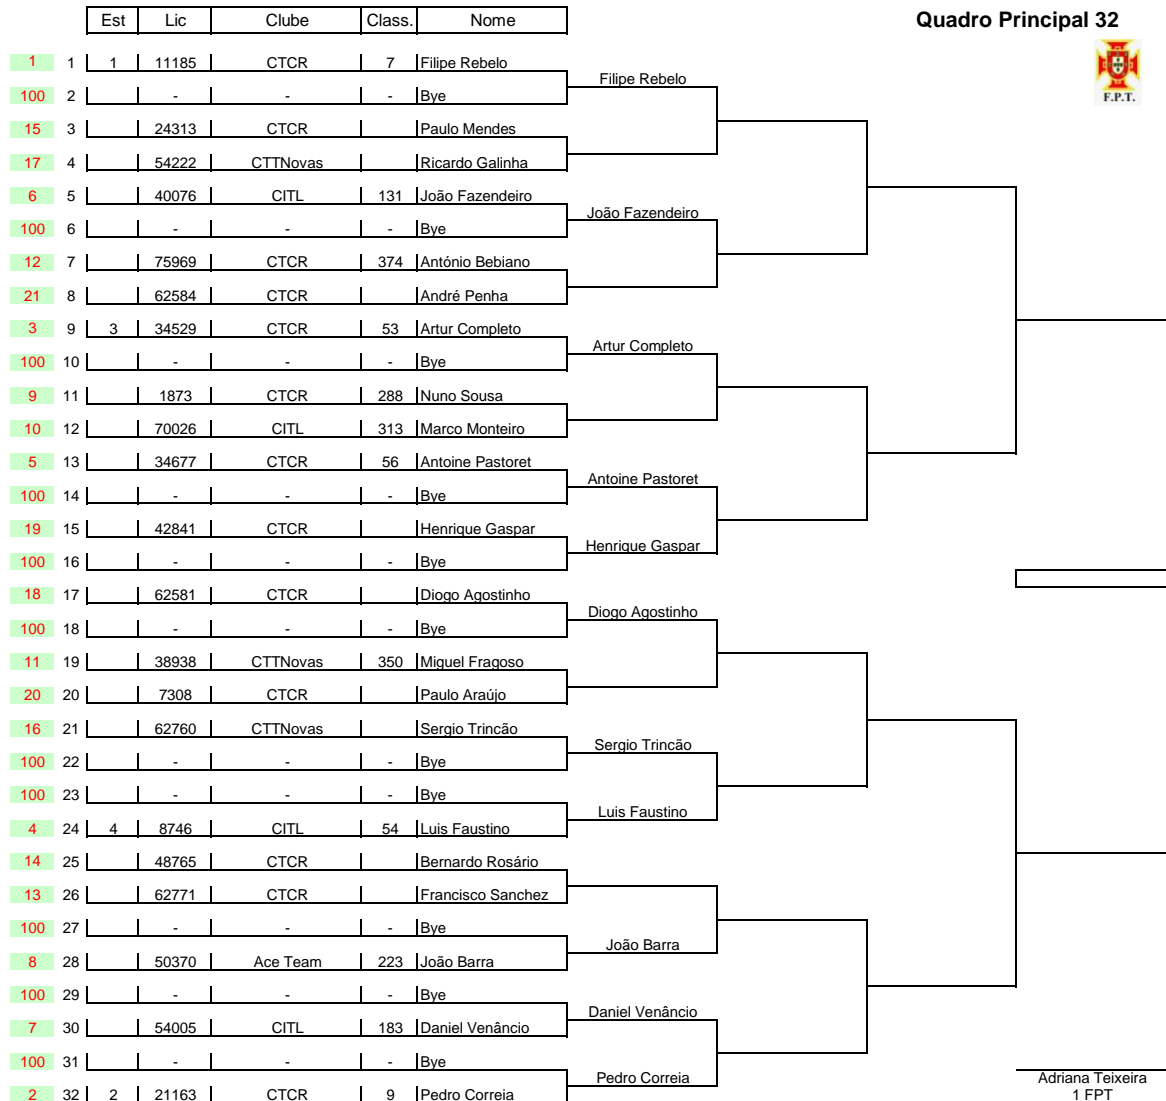 Est Lic Clube Class. Nome
Quadro Principal 32
F.P.T.
1 1 1 11185 CTCR 7 Filipe Rebelo
Filipe Rebelo
100 2 - - - Bye
15 3 24313 CTCR Paulo Mendes
17 4 54222 CTTNovas Ricardo Galinha
6 5 40076 CITL 131 João Fazendeiro
João Fazendeiro
100 6 - - - Bye
12 7 75969 CTCR 374 António Bebiano
21 8 62584 CTCR André Penha
3 9 3 34529 CTCR 53 Artur Completo
Artur Completo
100 10 - - - Bye
9 11 1873 CTCR 288 Nuno Sousa
10 12 70026 CITL 313 Marco Monteiro
5 13 34677 CTCR 56 Antoine Pastoret
Antoine Pastoret
100 14 - - - Bye
19 15 42841 CTCR Henrique Gaspar
Henrique Gaspar
100 16 - - - Bye
18 17 62581 CTCR Diogo Agostinho
Diogo Agostinho
100 18 - - - Bye
11 19 38938 CTTNovas 350 Miguel Fragoso
20 20 7308 CTCR Paulo Araújo
16 21 62760 CTTNovas Sergio Trincão
Sergio Trincão
100 22 - - - Bye
100 23 - - - Bye
Luis Faustino
4 24 4 8746 CITL 54 Luis Faustino
14 25 48765 CTCR Bernardo Rosário
13 26 62771 CTCR Francisco Sanchez
100 27 - - - Bye
João Barra
8 28 50370 Ace Team 223 João Barra
100 29 - - - Bye
Daniel Venâncio
7 30 54005 CITL 183 Daniel Venâncio
100 31 - - - Bye
Pedro Correia
Adriana Teixeira
2 32 2 21163 CTCR 9 Pedro Correia
1 FPT